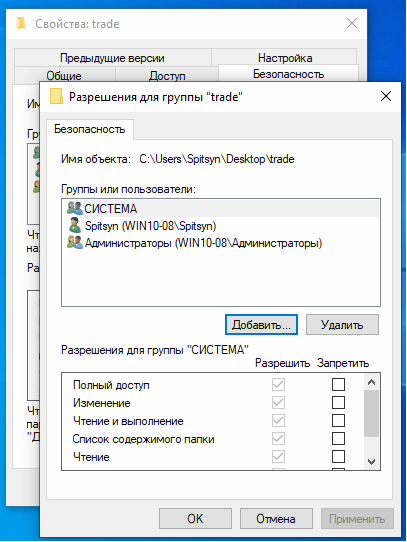 Свойства: trade
Предыдущие версии
Настройка
Общие
Доступ
Безопасность
Разрешения для группы "trade"
Безопасность
Имя объекта: C:\Users\Spitsyn\Desktop\trade
Группы или пользователи:
СИСТЕМА
Spitsyn (WIN10-08\Spitsyn)
Администраторы (WIN10-08\Администраторы)
Добавить...
Удалить
Разрешения для группы "СИСТЕМА"
Разрешить
Запретить
Полный доступ
Изменение
Чтение и выполнение
Список содержимого папки
Чтение
OK
Отмена
Применить